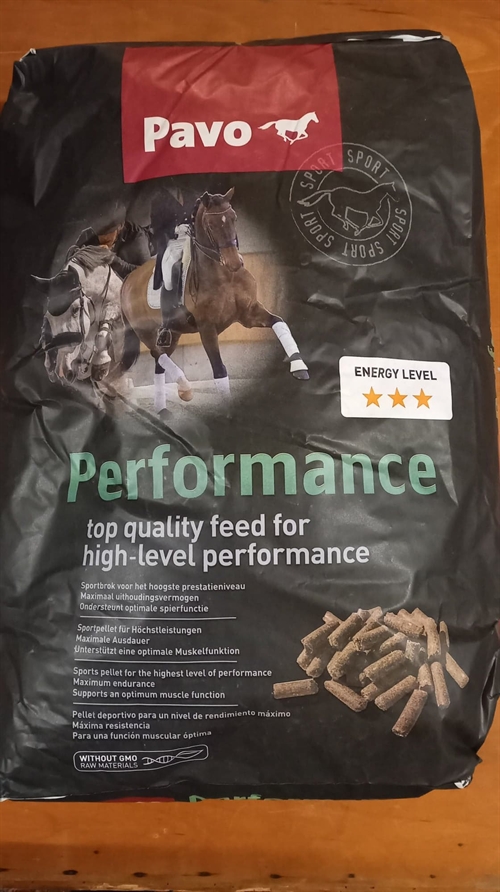 Pavo
SPORT SPORT SPORT SPORT SPORT
ENERGY LEVEL
Performance
top quality feed for
high-level performance
Sportbrok voor het hoogste prestatieniveau
Maximaal uithoudingsvermogen
Ondersteunt optimale spierfunctie
Sportpellet für Höchstleistungen
Maximale Ausdauer
Unterstützt eine optimale Muskelfunktion
Sports pellet for the highest level of performance
Maximum endurance
Supports an optimum muscle function
Pellet deportivo para un nivel de rendimiento máximo
Máxima resistencia
Para una función muscular óptima
WITHOUT GMO
RAW MATERIALS